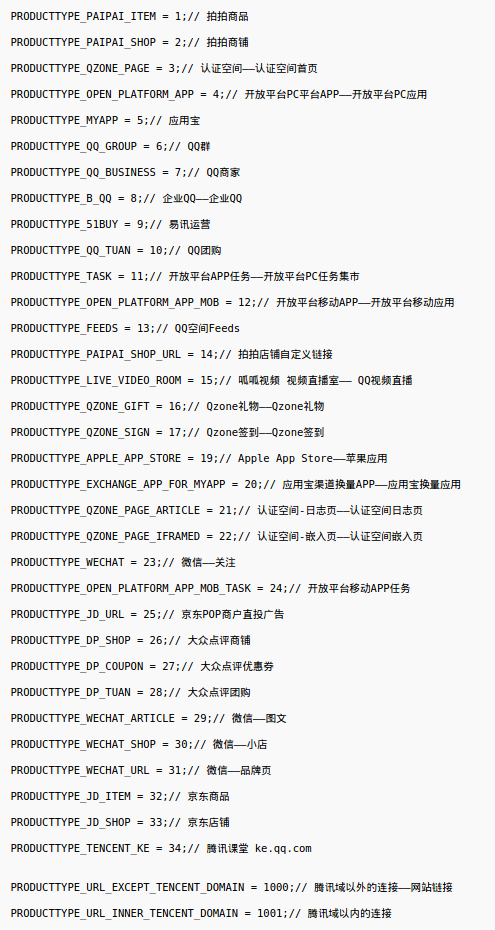 PRODUCTTYPE_PAIPAI_ITEM = 1;// 拍拍商品
PRODUCTTYPE_PAIPAI_SHOP = 2;// 拍拍商铺
PRODUCTTYPE_QZONE_PAGE = 3;// 认证空间——认证空间首页
PRODUCTTYPE_OPEN_PLATFORM_APP = 4;// 开放平台PC平台APP——开放平台PC应用
PRODUCTTYPE_MYAPP = 5;// 应用宝
PRODUCTTYPE_QQ_GROUP = 6;// QQ群
PRODUCTTYPE_QQ_BUSINESS = 7;// QQ商家
PRODUCTTYPE_B_QQ = 8;// 企业QQ——企业QQ
PRODUCTTYPE_51BUY = 9;// 易讯运营
PRODUCTTYPE_QQ_TUAN = 10;// QQ团购
PRODUCTTYPE_TASK = 11;// 开放平台APP任务——开放平台PC任务集市
PRODUCTTYPE_OPEN_PLATFORM_APP_MOB = 12;// 开放平台移动APP——开放平台移动应用
PRODUCTTYPE_FEEDS = 13;// QQ空间Feeds
PRODUCTTYPE_PAIPAI_SHOP_URL = 14;// 拍拍店铺自定义链接
PRODUCTTYPE_LIVE_VIDEO_ROOM = 15;// 呱呱视频 视频直播室—— QQ视频直播
PRODUCTTYPE_QZONE_GIFT = 16;// Qzone礼物——Qzone礼物
PRODUCTTYPE_QZONE_SIGN = 17;// Qzone签到——Qzone签到
PRODUCTTYPE_APPLE_APP_STORE = 19;// Apple App Store——苹果应用
PRODUCTTYPE_EXCHANGE_APP_FOR_MYAPP = 20;// 应用宝渠道换量APP——应用宝换量应用
PRODUCTTYPE_QZONE_PAGE_ARTICLE = 21;// 认证空间-日志页——认证空间日志页
PRODUCTTYPE_QZONE_PAGE_IFRAMED = 22;// 认证空间-嵌入页——认证空间嵌入页
PRODUCTTYPE_WECHAT = 23;// 微信——关注
PRODUCTTYPE_OPEN_PLATFORM_APP_MOB_TASK = 24;// 开放平台移动APP任务
PRODUCTTYPE_JD_URL = 25;// 京东POP商户直投广告
PRODUCTTYPE_DP_SHOP = 26;// 大众点评商铺
PRODUCTTYPE_DP_COUPON = 27;// 大众点评优惠券
PRODUCTTYPE_DP_TUAN = 28;// 大众点评团购
PRODUCTTYPE_WECHAT_ARTICLE = 29;// 微信——图文
PRODUCTTYPE_WECHAT_SHOP = 30;// 微信——小店
PRODUCTTYPE_WECHAT_URL = 31;// 微信——品牌页
PRODUCTTYPE_JD_ITEM = 32;// 京东商品
PRODUCTTYPE_JD_SHOP = 33;// 京东店铺
PRODUCTTYPE_TENCENT_KE = 34;// 腾讯课堂 ke.qq.com
PRODUCTTYPE_URL_EXCEPT_TENCENT_DOMAIN = 1000;// 腾讯域以外的连接——网站链接
PRODUCTTYPE_URL_INNER_TENCENT_DOMAIN = 1001;// 腾讯域以内的连接